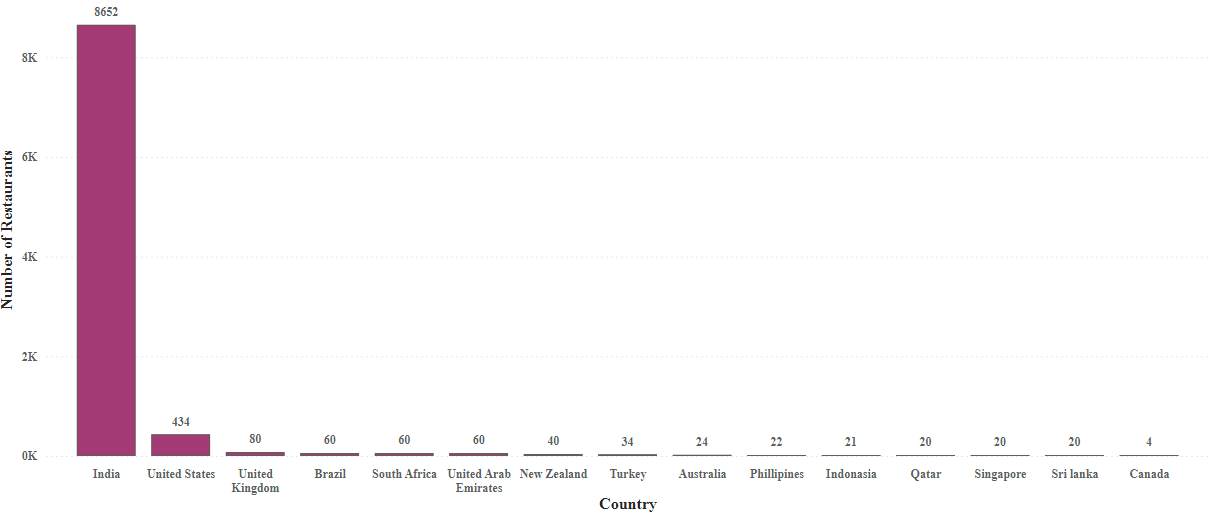 8652
8K
6K
4K
2K
0K
Number of Restaurants
434
80
60
60
60
40
34
24
22
21
20
20
20
4
India
United States
United
Kingdom
Brazil
South Africa
United Arab
Emirates
New Zealand
Turkey
Australia
Phillipines
Indonasia
Qatar
Singapore
Sri lanka
Canada
Country